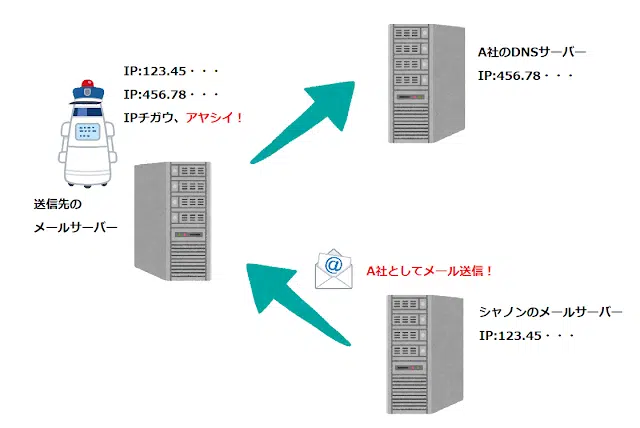 IP:123.45・・・
IP:456.78・・・
IPチガウ、アヤシイ！
送信先の
メールサーバー
A社のDNSサーバー
IP:456.78・・・
@
A社としてメール送信！
シャノンのメールサーバー
IP:123.45・・・